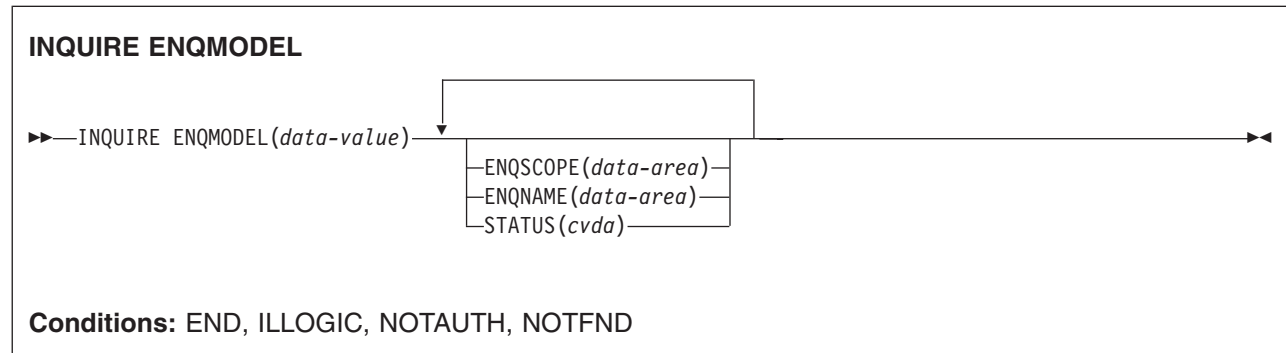 INQUIRE ENQMODEL
INQUIRE ENQMODEL(data-value)
ENQSCOPE(data-area)
ENQNAME(data-area)
STATUS(cvda)
Conditions: END, ILLOGIC, NOTAUTH, NOTFND